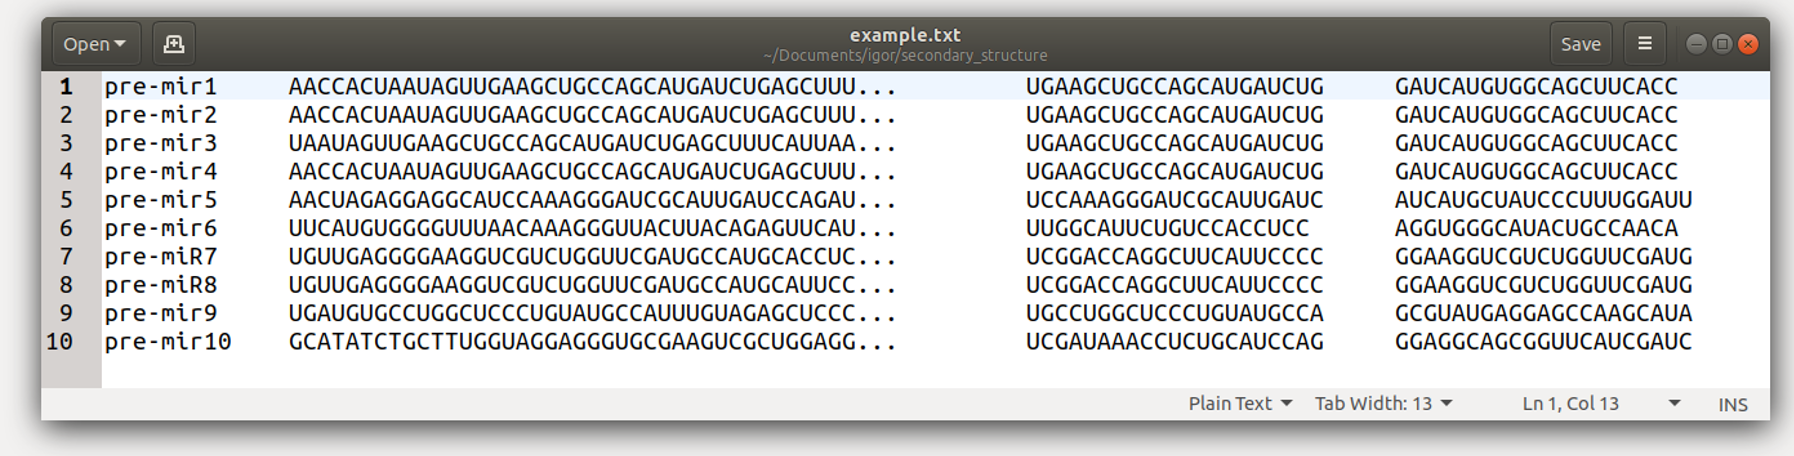 Open
example.txt
~/Documents/igor/secondary_structure
Save
1 pre-mir1 AACCACUAAUAGUUGAAGCUGCCAGCAUGAUCUGAGCUUU... UGAAGCUGCCAGCAUGAUCUG GAUCAUGUGGCAGCUUCACC
2 pre-mir2 AACCACUAAUAGUUGAAGCUGCCAGCAUGAUCUGAGCUUU... UGAAGCUGCCAGCAUGAUCUG GAUCAUGUGGCAGCUUCACC
3 pre-mir3 UAAUAGUUGAAGCUGCCAGCAUGAUCUGAGCUUUCAUUAA... UGAAGCUGCCAGCAUGAUCUG GAUCAUGUGGCAGCUUCACC
4 pre-mir4 AACCACUAAUAGUUGAAGCUGCCAGCAUGAUCUGAGCUUU... UGAAGCUGCCAGCAUGAUCUG GAUCAUGUGGCAGCUUCACC
5 pre-mir5 AACUAGAGGAGGCAUCCAAAGGGAUCGCAUUGAUCCAGAU... UCCAAAGGGAUCGCAUUGAUC AUCAUGCUAUCCCUUUGGAUU
6 pre-mir6 UUCAUGUGGGGUUUAACAAAGGGUUACUUACAGAGUUCAU... UUGGCAUUCUGUCCACCUCC AGGUGGGCAUACUGCCAACA
7 pre-miR7 UGUUGAGGGGAAGGUCGUCUGGUUCGAUGCCAUGCACCUC... UCGGACCAGGCUUCAUUCCCC GGAAGGUCGUCUGGUUCGAUG
8 pre-miR8 UGUUGAGGGGAAGGUCGUCUGGUUCGAUGCCAUGCAUUCC... UCGGACCAGGCUUCAUUCCCC GGAAGGUCGUCUGGUUCGAUG
9 pre-mir9 UGAUGUGCCUGGCUCCCUGUAUGCCAUUUGUAGAGCUCCC... UGCCUGGCUCCCUGUAUGCCA GCGUAUGAGGAGCCAAGCAUA
10 pre-mir10 GCATATCTGCTTUGGUAGGAGGGUGCGAAGUCGCUGGAGG... UCGAUAAACCUCUGCAUCCAG GGAGGCAGCGGUUCAUCGAUC
Plain Text Tab Width: 13 Ln 1, Col 13 INS